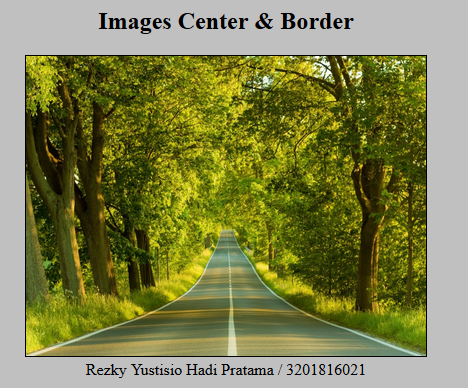 Images Center & Border
Rezky Yustisio Hadi Pratama / 3201816021